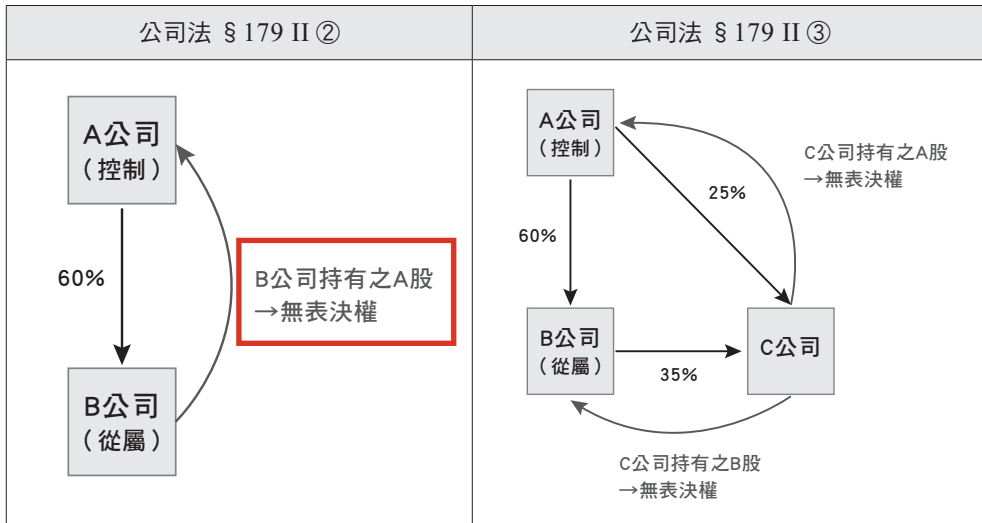 公司法 §179 II ②
公司法 §179 II ③
A公司
（控制）
60%
B公司持有之A股
→無表決權
B公司
（從屬）
A公司
（控制）
C公司持有之A股
→無表決權
25%
60%
B公司
（從屬）
C公司
35%
C公司持有之B股
→無表決權